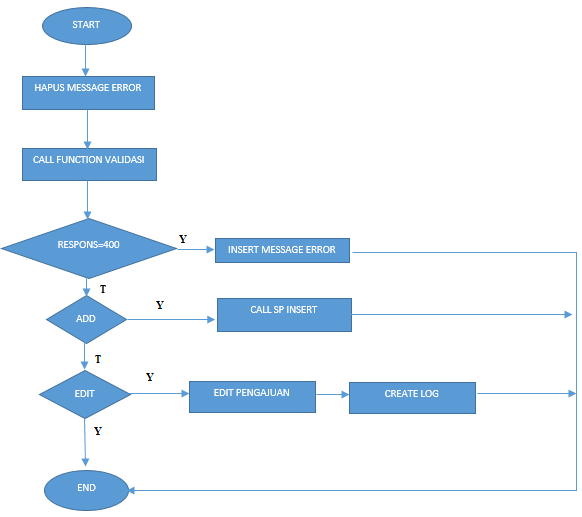 START
HAPUS MESSAGE ERROR
CALL FUNCTION VALIDASI
RESPONS=400
Y
INSERT MESSAGE ERROR
T
ADD
Y
CALL SP INSERT
T
EDIT
Y
EDIT PENGAJUAN
CREATE LOG
Y
END